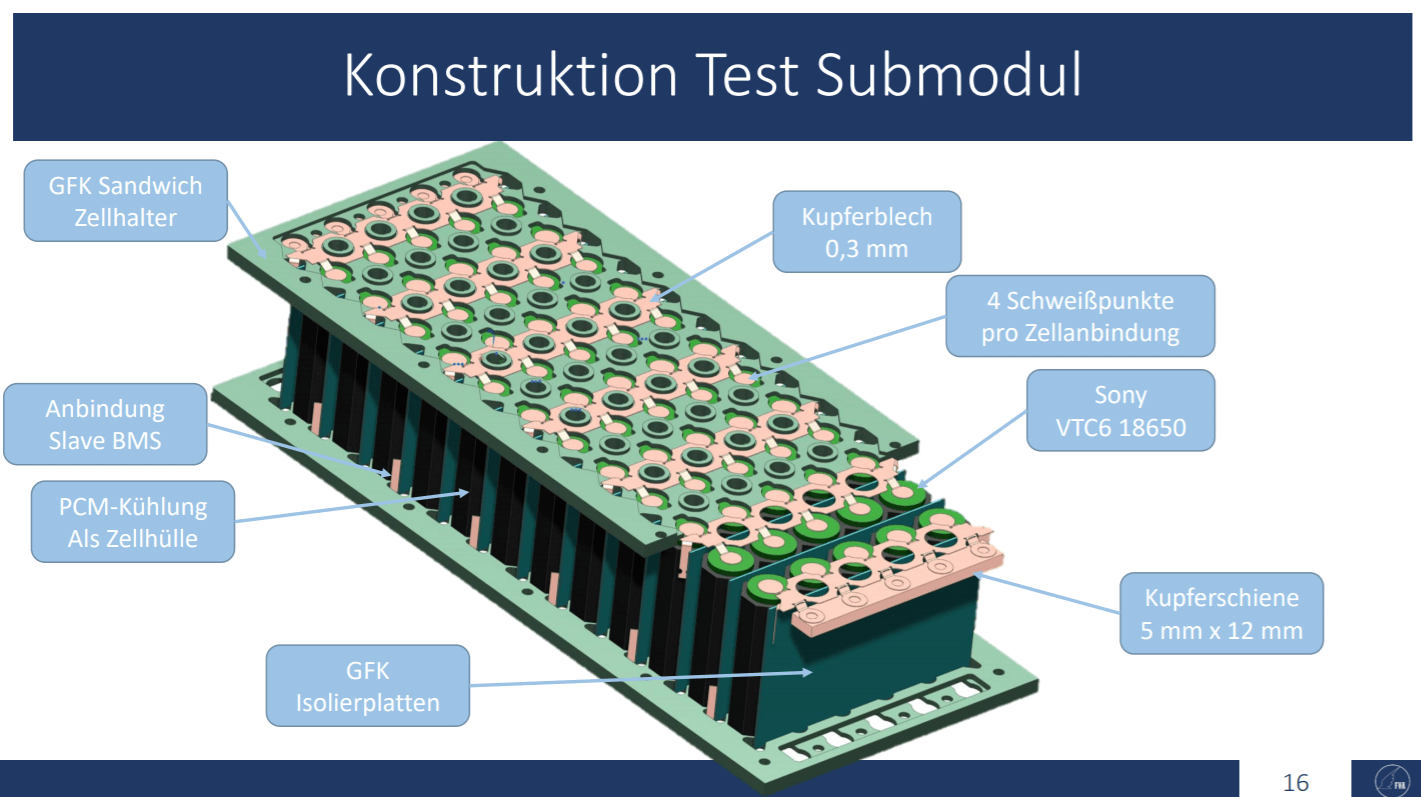 Konstruktion Test Submodul
GFK Sandwich
Zellhalter
Kupferblech
0,3 mm
4 Schweißpunkte
pro Zellanbindung
Sony
VTC6 18650
Anbindung
Slave BMS
PCM-Kühlung
Als Zellhülle
Kupferschiene
5 mm x 12 mm
GFK
Isolierplatten
16
FVA